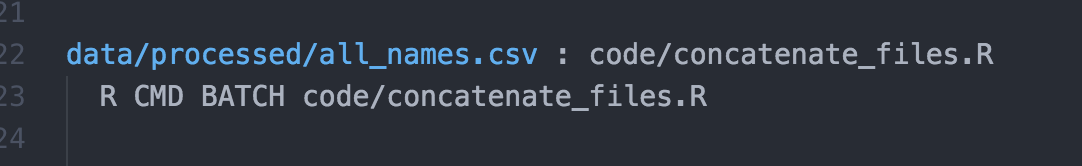 21
22 data/processed/all_names.csv : code/concatenate_files.R
23 R CMD BATCH code/concatenate_files.R
24